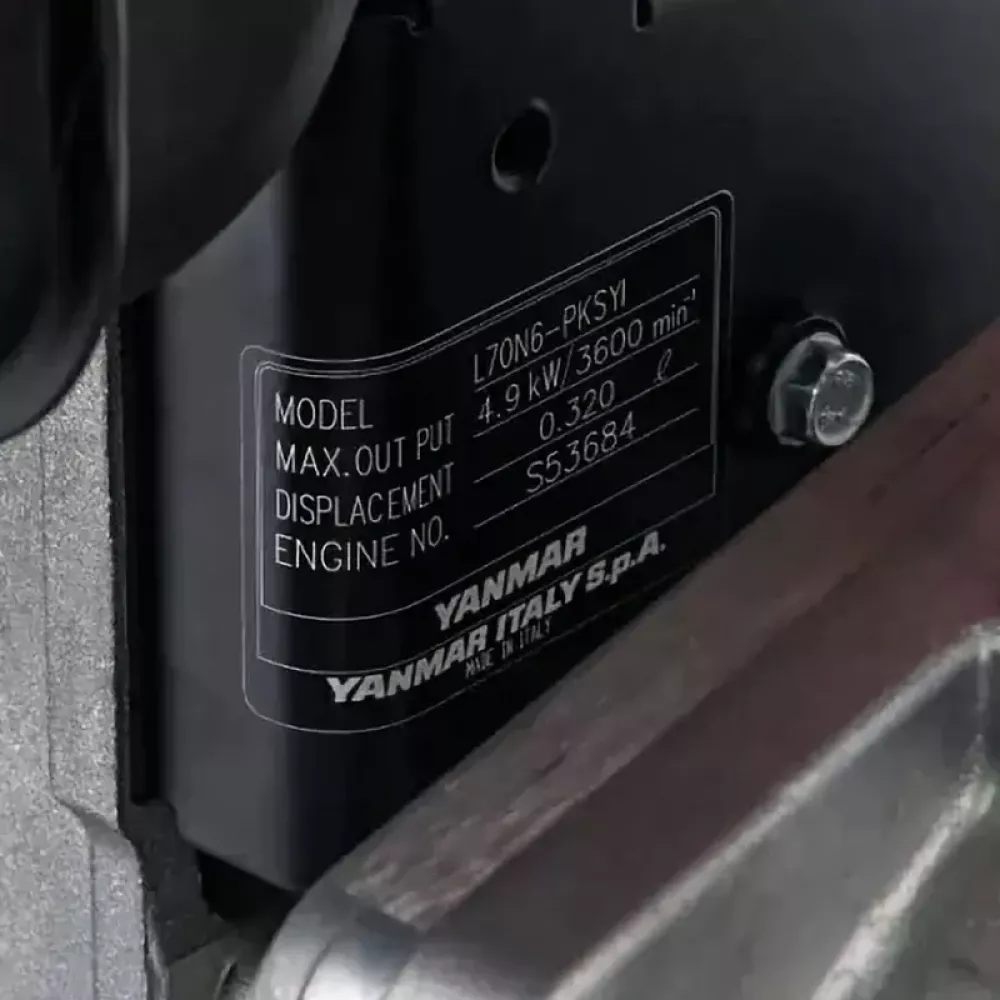 MODEL L70N6-PKSYI
MAX.OUT PUT 4.9 kW/3600 min⁻¹
DISPLACEMENT 0.320 ℓ
ENGINE NO. S53684
YANMAR
YANMAR ITALY S.p.A.
MADE IN ITALY